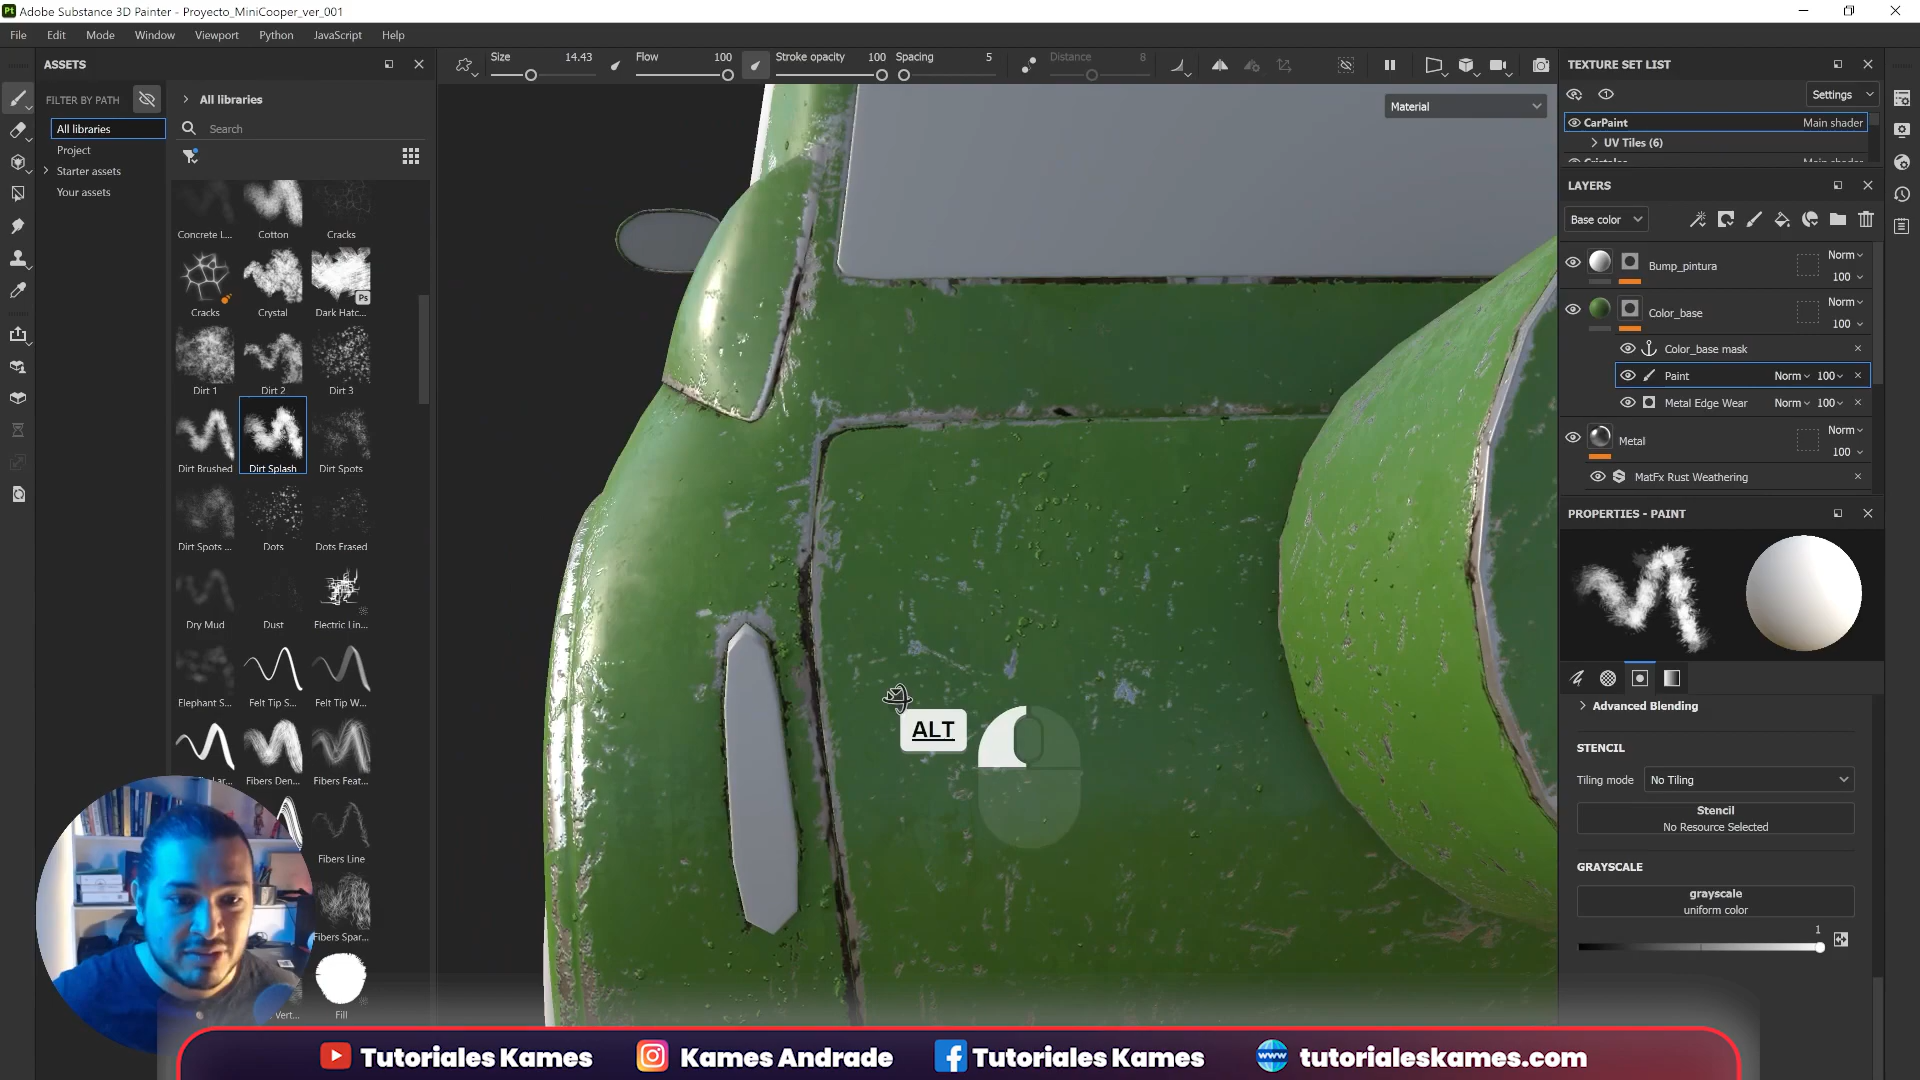 Adobe Substance 3D Painter - Proyecto_MiniCooper_ver_001
File Edit Mode Window Viewport Python JavaScript Help
ASSETS
FILTER BY PATH
All libraries
Project
Starter assets
Your assets
All libraries
Search
Concrete L... Cotton Cracks
Cracks Crystal Dark Hatc...
Ps
Dirt 1 Dirt 2 Dirt 3
Dirt Brushed Dirt Splash Dirt Spots
Dirt Spots ... Dots Dots Erased
Dry Mud Dust Electric Lin...
Elephant S... Felt Tip S... Felt Tip W...
Fibers Den... Fibers Feat...
Fibers Line
Fibers Spar...
Fill
Size 14.43 Flow 100 Stroke opacity 100 Spacing 5 Distance 8
Material
ALT
TEXTURE SET LIST
Settings
CarPaint Main shader
UV Tiles (6)
LAYERS
Base color
Bump_pintura Norm 100
Color_base Norm 100
Color_base mask
Paint Norm 100
Metal Edge Wear Norm 100
Metal Norm 100
MatFx Rust Weathering
PROPERTIES - PAINT
Advanced Blending
STENCIL
Tiling mode No Tiling
Stencil
No Resource Selected
GRAYSCALE
grayscale
uniform color
1
Tutoriales Kames Kames Andrade Tutoriales Kames www tutorialeskames.com